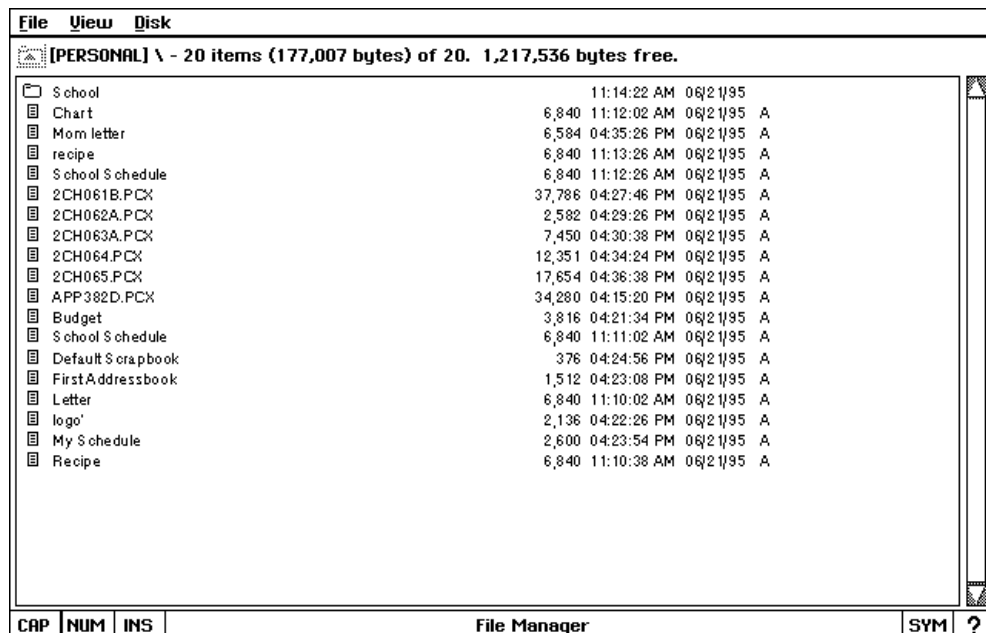 File View Disk
[PERSONAL] \ - 20 items (177,007 bytes) of 20. 1,217,536 bytes free.
School 11:14:22 AM 06/21/95
Chart 6,840 11:12:02 AM 06/21/95 A
Mom letter 6,584 04:35:26 PM 06/21/95 A
recipe 6,840 11:13:26 AM 06/21/95 A
School Schedule 6,840 11:12:26 AM 06/21/95 A
2CH061B.PCX 37,786 04:27:46 PM 06/21/95 A
2CH062A.PCX 2,582 04:29:26 PM 06/21/95 A
2CH063A.PCX 7,450 04:30:38 PM 06/21/95 A
2CH064.PCX 12,351 04:34:24 PM 06/21/95 A
2CH065.PCX 17,654 04:36:38 PM 06/21/95 A
APP382D.PCX 34,280 04:15:20 PM 06/21/95 A
Budget 3,816 04:21:34 PM 06/21/95 A
School Schedule 6,840 11:11:02 AM 06/21/95 A
Default Scrapbook 376 04:24:56 PM 06/21/95 A
First Addressbook 1,512 04:23:08 PM 06/21/95 A
Letter 6,840 11:10:02 AM 06/21/95 A
logo' 2,136 04:22:26 PM 06/21/95 A
My Schedule 2,600 04:23:54 PM 06/21/95 A
Recipe 6,840 11:10:38 AM 06/21/95 A
CAP NUM INS File Manager SYM ?